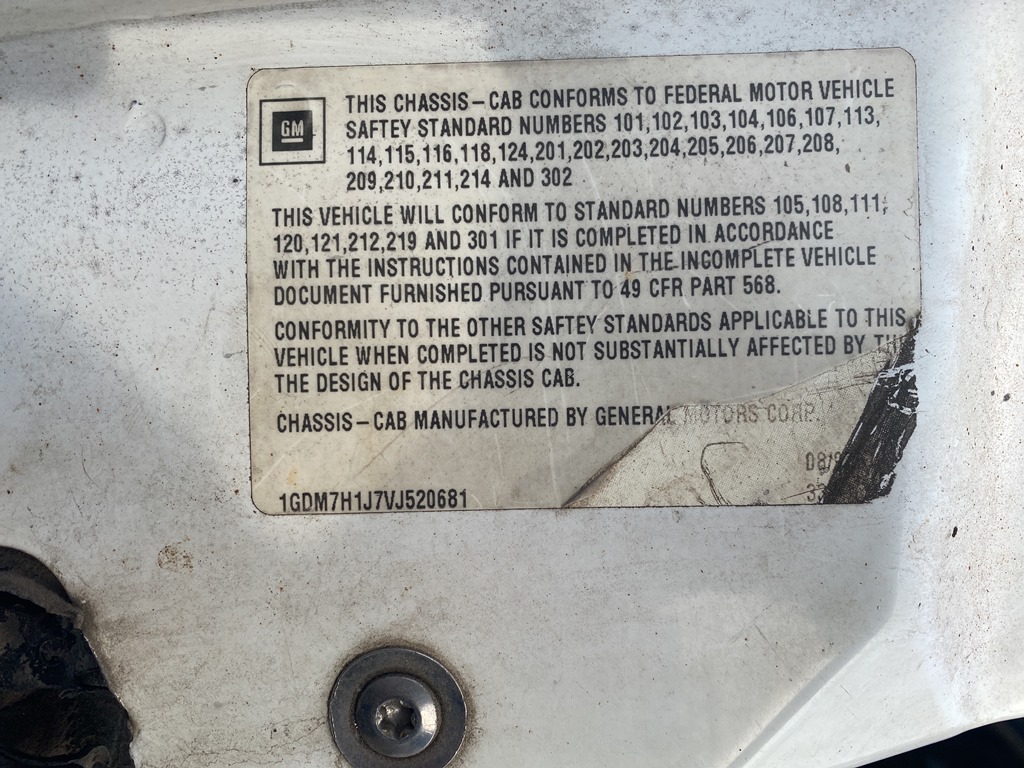 GM
THIS CHASSIS-CAB CONFORMS TO FEDERAL MOTOR VEHICLE
SAFTEY STANDARD NUMBERS 101,102,103,104,106,107,113,
114,115,116,118,124,201,202,203,204,205,206,207,208,
209,210,211,214 AND 302
THIS VEHICLE WILL CONFORM TO STANDARD NUMBERS 105,108,111,
120,121,212,219 AND 301 IF IT IS COMPLETED IN ACCORDANCE
WITH THE INSTRUCTIONS CONTAINED IN THE INCOMPLETE VEHICLE
DOCUMENT FURNISHED PURSUANT TO 49 CFR PART 568.
CONFORMITY TO THE OTHER SAFTEY STANDARDS APPLICABLE TO THIS
VEHICLE WHEN COMPLETED IS NOT SUBSTANTIALLY AFFECTED BY THE
THE DESIGN OF THE CHASSIS CAB.
CHASSIS-CAB MANUFACTURED BY GENERAL MOTORS CORP.
1GDM7H1J7VJ520681